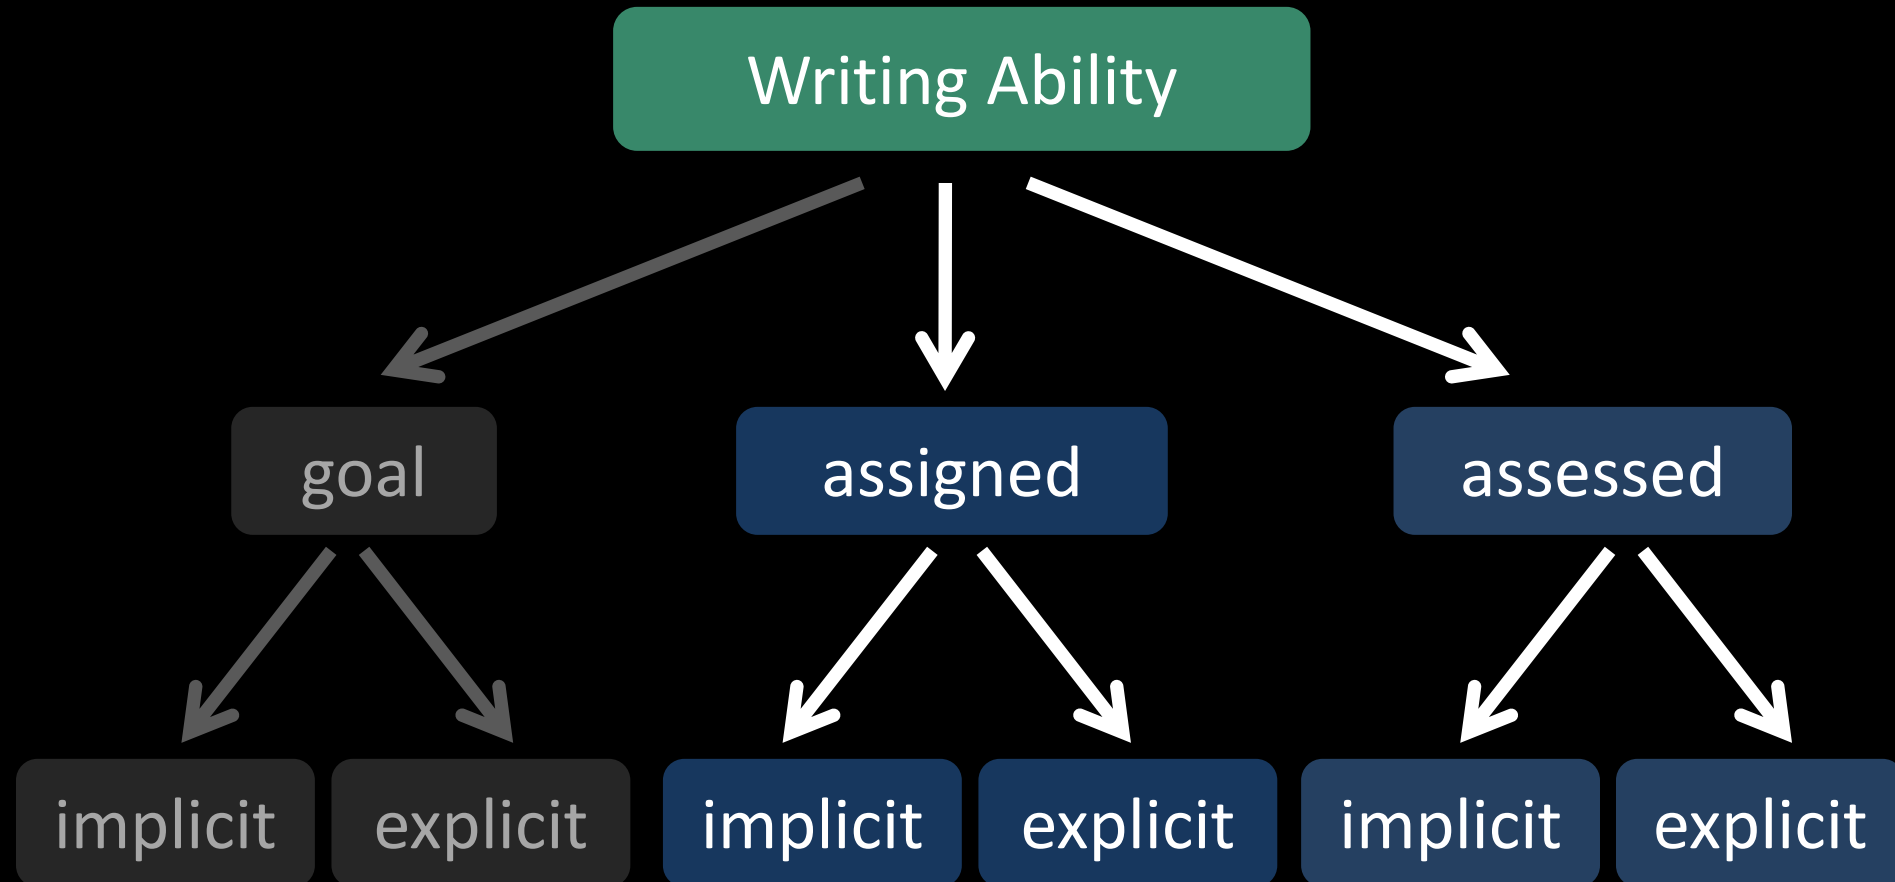 Writing Ability
goal
assigned
assessed
implicit
explicit
implicit
explicit
implicit
explicit